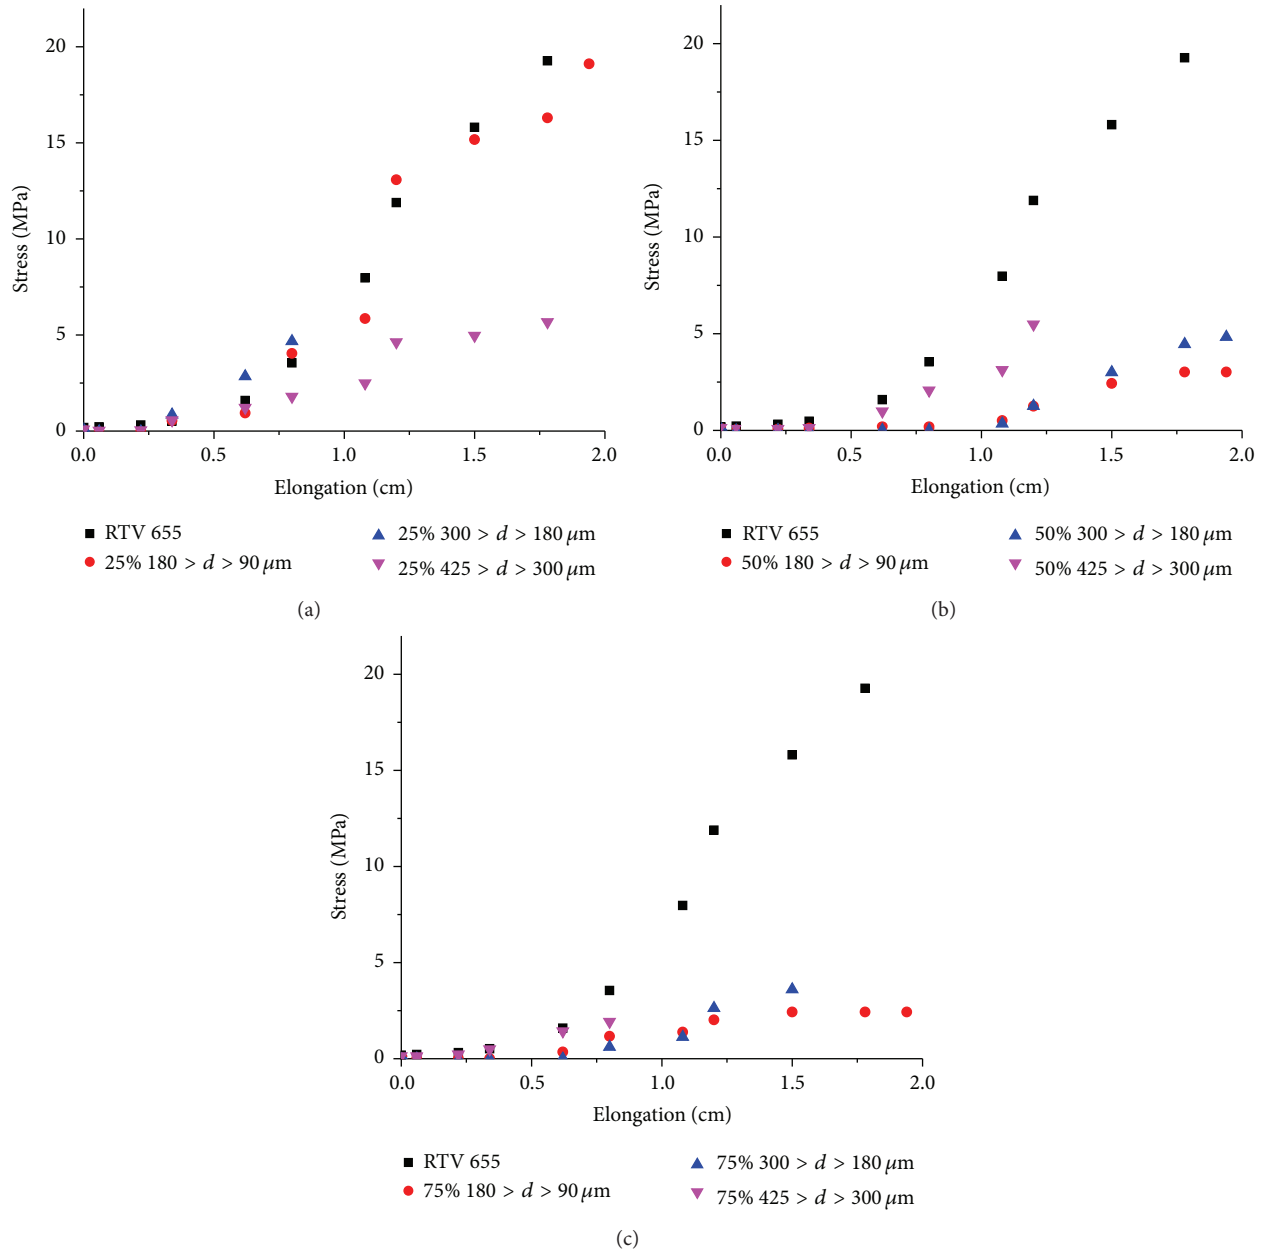 20
15
10
5
0
Stress (MPa)
0.0 0.5 1.0 1.5 2.0
Elongation (cm)
RTV 655
25% 180 > d > 90 μm
25% 300 > d > 180 μm
25% 425 > d > 300 μm
(a)
20
15
10
5
0
Stress (MPa)
0.0 0.5 1.0 1.5 2.0
Elongation (cm)
RTV 655
50% 180 > d > 90 μm
50% 300 > d > 180 μm
50% 425 > d > 300 μm
(b)
20
15
10
5
0
Stress (MPa)
0.0 0.5 1.0 1.5 2.0
Elongation (cm)
RTV 655
75% 180 > d > 90 μm
75% 300 > d > 180 μm
75% 425 > d > 300 μm
(c)